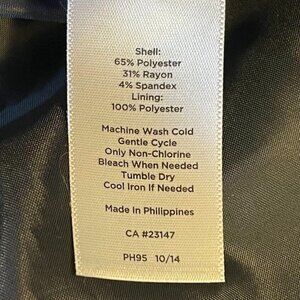 Shell:
65% Polyester
31% Rayon
4% Spandex
Lining:
100% Polyester
Machine Wash Cold
Gentle Cycle
Only Non-Chlorine
Bleach When Needed
Tumble Dry
Cool Iron If Needed
Made In Philippines
CA #23147
PH95 10/14